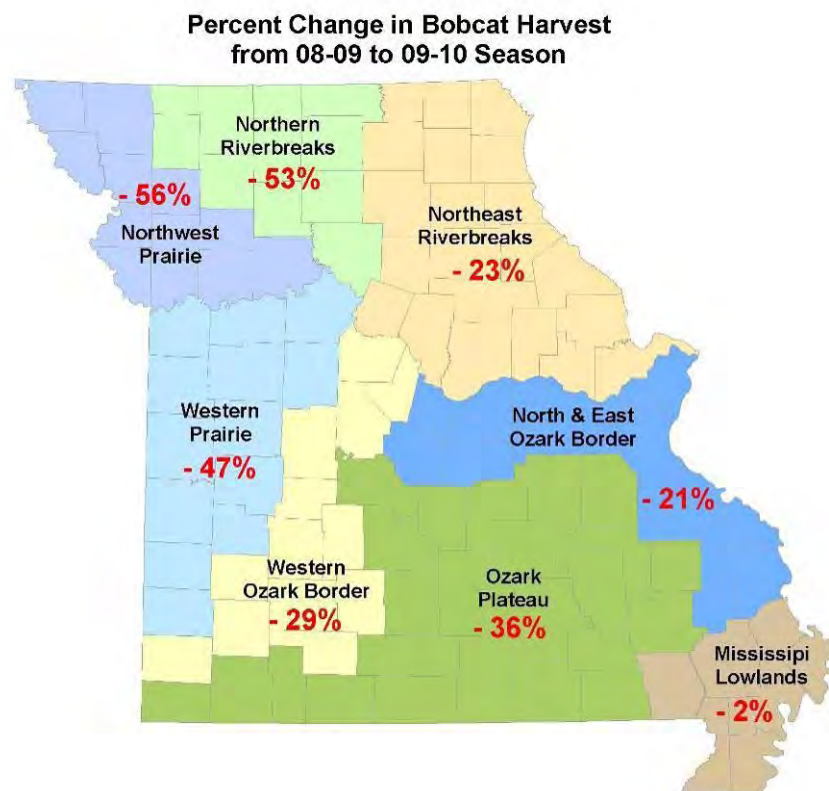 Percent Change in Bobcat Harvest
from 08-09 to 09-10 Season
Northern
Riverbreaks
- 53%
- 56%
Northwest
Prairie
Northeast
Riverbreaks
- 23%
Western
Prairie
- 47%
North & East
Ozark Border
- 21%
Western
Ozark Border
- 29%
Ozark
Plateau
- 36%
Mississipi
Lowlands
- 2%